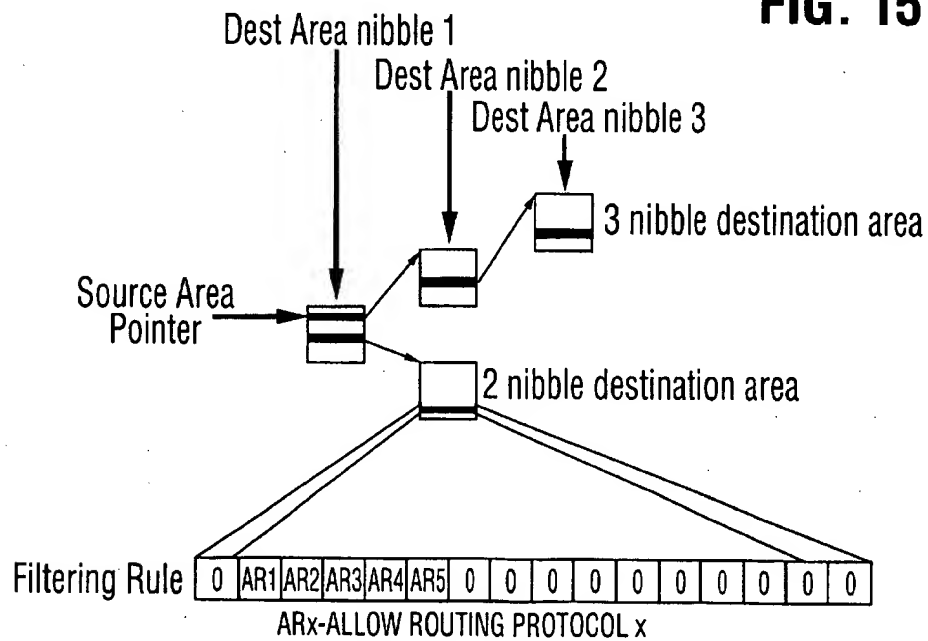 FIG. 15
Dest Area nibble 1
Dest Area nibble 2
Dest Area nibble 3
3 nibble destination area
Source Area
Pointer
2 nibble destination area
Filtering Rule 0 AR1 AR2 AR3 AR4 AR5 0 0 0 0 0 0 0 0 0 0
ARx-ALLOW ROUTING PROTOCOL x